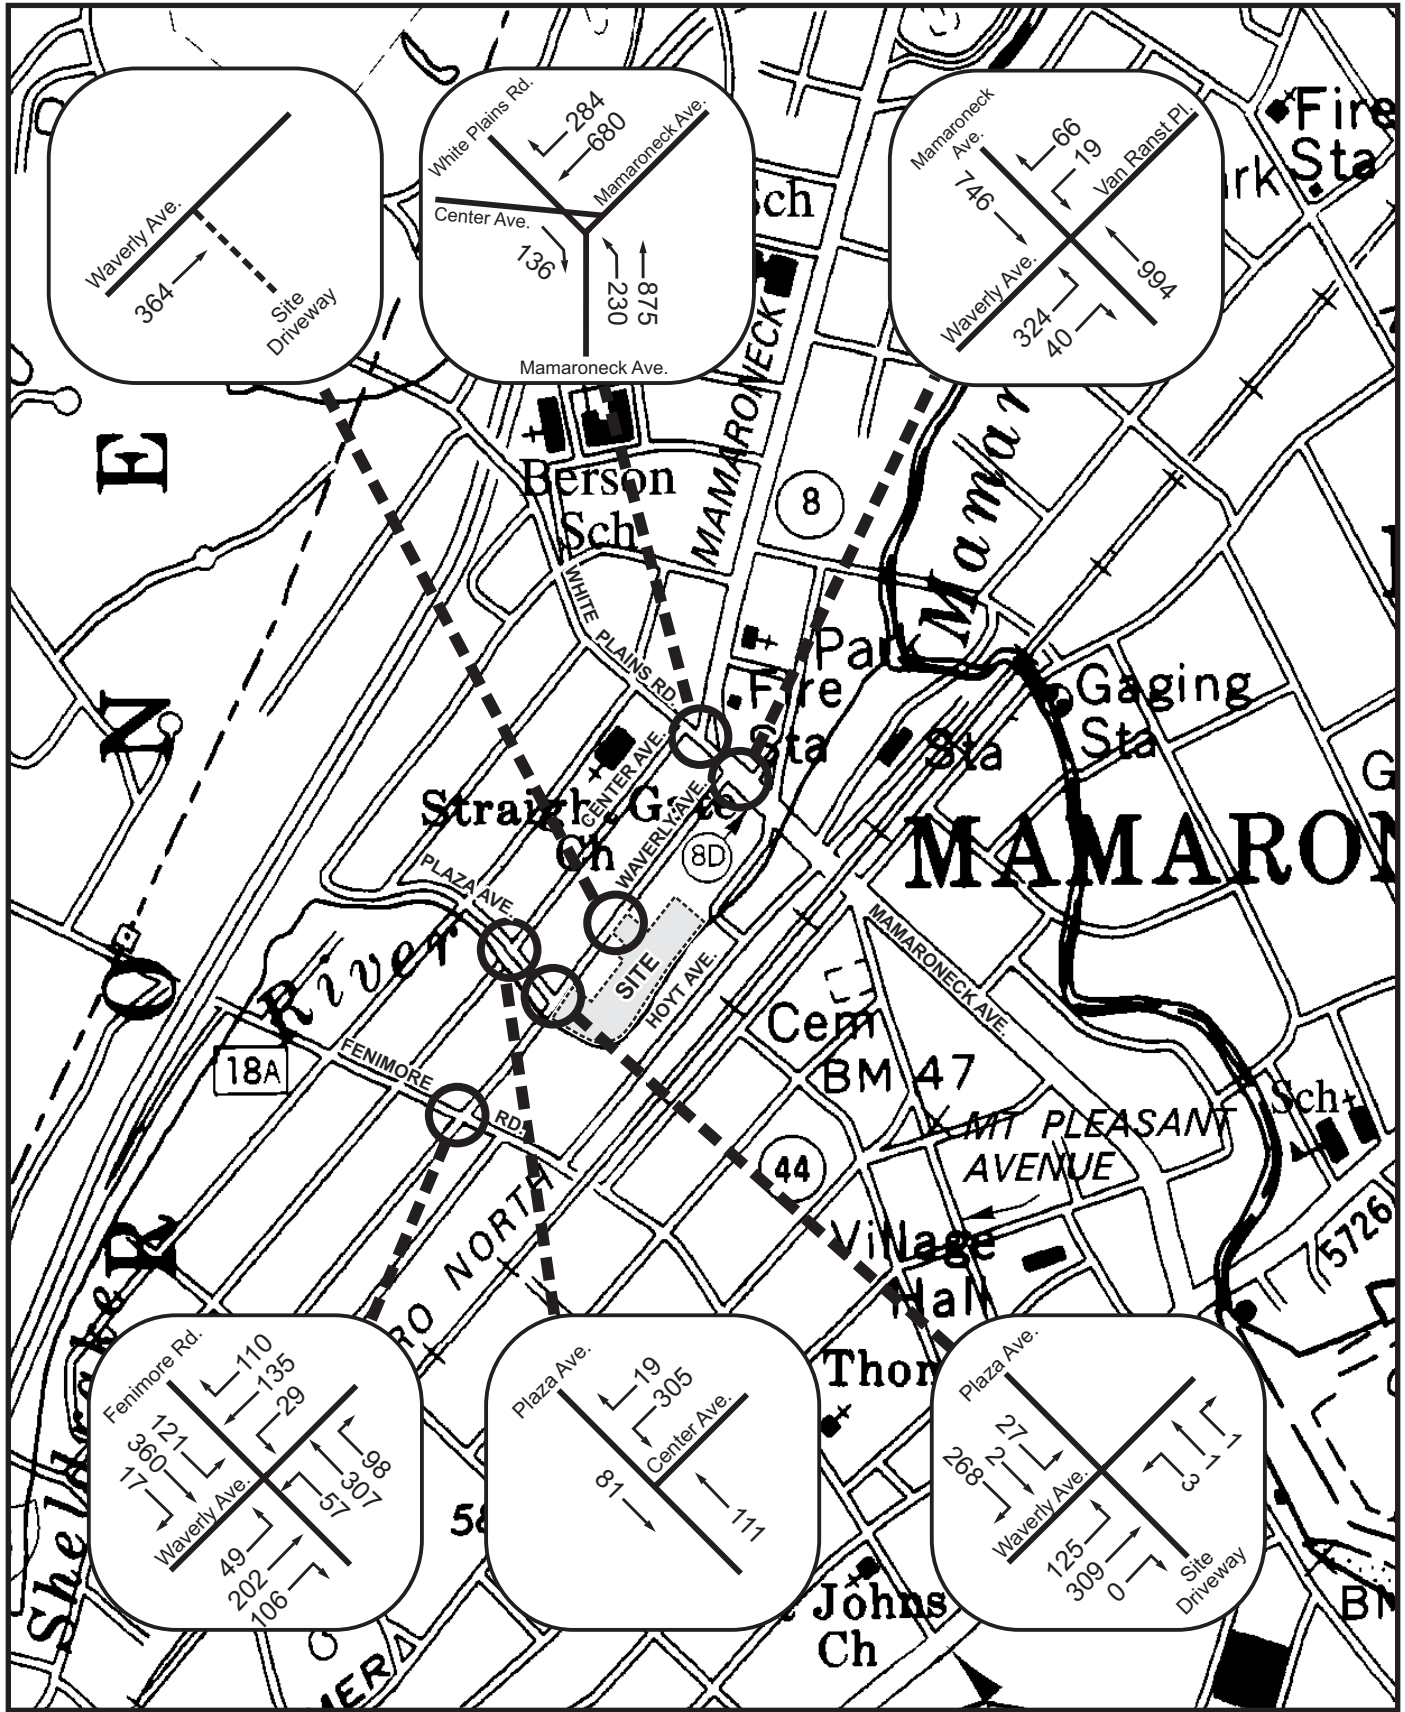 Waverly Ave.
364
Site
Driveway
White Plains Rd.
284
680
Mamaroneck Ave.
Center Ave.
136
230
875
Mamaroneck Ave.
Mamaroneck
Ave.
66
19
Van Ranst Pl.
746
994
Waverly Ave.
324
40
Fire
Sta
Sch
MAMARONECK
8
Berson
Sch
WHITE PLAINS RD.
Park
Fire
Sta
Gaging
Sta
Sta
CENTER AVE.
Straight Gate
Ch
WAVERLY AVE.
8D
PLAZA AVE.
River
SITE
HOYT AVE.
MAMARONECK AVE.
Cem
BM 47
18A
FENIMORE RD.
MT PLEASANT
AVENUE
Sch
44
Village
Hall
5726
NORTH
Sheldrake
E
N
O
R
Fenimore Rd.
110
135
29
121
360
17
98
307
57
Waverly Ave.
49
202
106
Plaza Ave.
19
305
Center Ave.
81
111
Plaza Ave.
27
2
268
1
1
3
Waverly Ave.
125
309
0
Site
Driveway
Johns
Ch